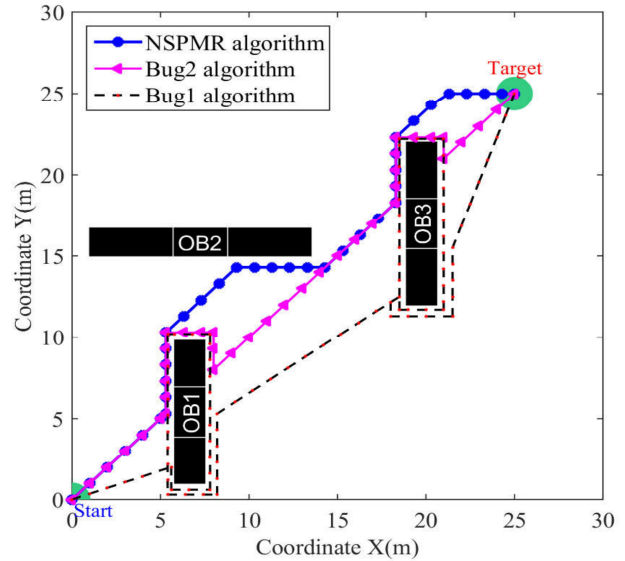 NSPMR algorithm
Bug2 algorithm
Bug1 algorithm
Target
OB2
OB3
OB1
Start
Coordinate Y(m)
25
20
15
10
5
0
0 5 10 15 20 25 30
Coordinate X(m)